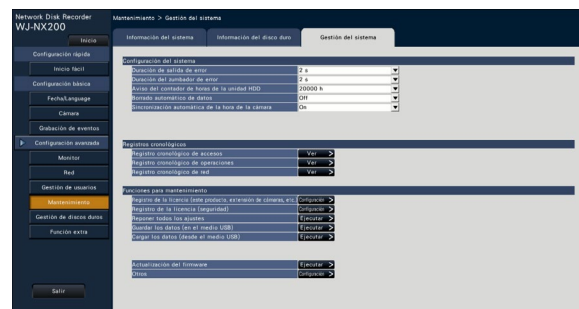 Network Disk Recorder
WJ-NX200
Mantenimiento > Gestión del sistema
Inicio
Información del sistema
Información del disco duro
Gestión del sistema
Configuración rápida
Inicio fácil
Configuración básica
Fecha/Language
Cámara
Grabación de eventos
Configuración avanzada
Monitor
Red
Gestión de usuarios
Mantenimiento
Gestión de discos duros
Función extra
Salir
Configuración del sistema
Duración de salida de error 2 s
Duración del zumbador de error 2 s
Aviso del contador de horas de la unidad HDD 20000 h
Borrado automático de datos Off
Sincronización automática de la hora de la cámara On
Registros cronológicos
Registro cronológico de accesos Ver >
Registro cronológico de operaciones Ver >
Registro cronológico de red Ver >
Funciones para mantenimiento
Registro de la licencia (este producto, extensión de cámaras, etc.) Configuración >
Registro de la licencia (seguridad) Configuración >
Reponer todos los ajustes Ejecutar >
Guardar los datos (en el medio USB) Ejecutar >
Cargar los datos (desde el medio USB) Ejecutar >
Actualización del firmware Ejecutar >
Otros Configuración >